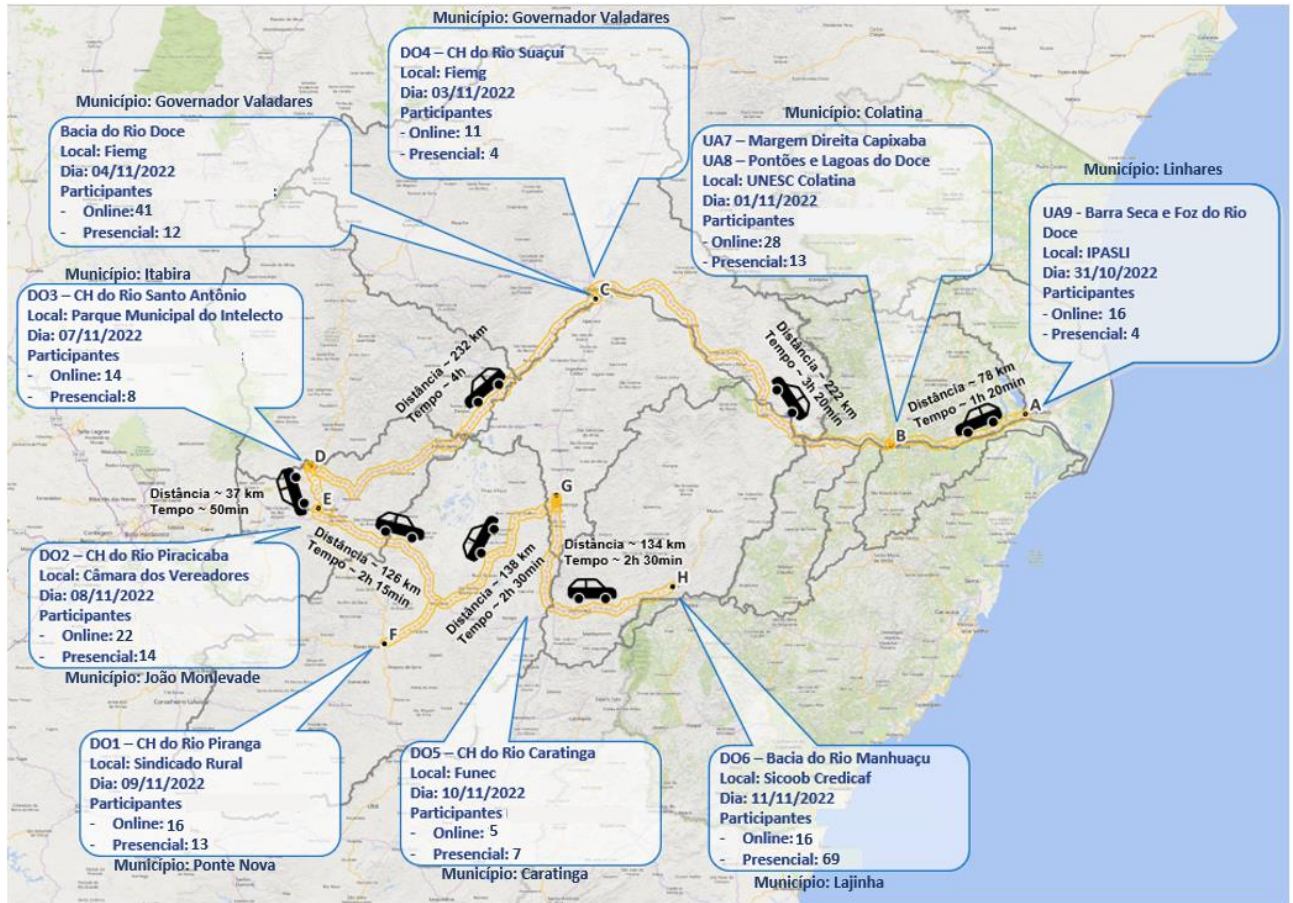 Município: Governador Valadares
DO4 – CH do Rio Suaçuí
Local: Fiemg
Dia: 03/11/2022
Participantes
- Online: 11
- Presencial: 4
Município: Governador Valadares
Bacia do Rio Doce
Local: Fiemg
Dia: 04/11/2022
Participantes :
- Online: 41
- Presencial: 12
Município: Colatina
UA7 – Margem Direita Capixaba
UA8 – Pontões e Lagoas do Doce
Local: UNESC Colatina
Dia: 01/11/2022
Participantes
- Online: 28
- Presencial: 13
Município: Linhares
UA9 - Barra Seca e Foz do Rio
Doce
Local: IPASLI
Dia: 31/10/2022
Participantes
- Online: 16
- Presencial: 4
Município: Itabira
DO3 – CH do Rio Santo Antônio
Local: Parque Municipal do Intelecto
Dia: 07/11/2022
Participantes :
- Online: 14
- Presencial: 8
C
Distância ~ 232 km
Tempo ~ 4h
Distância ~ 222 km
Tempo ~ 3h 20min
Distância ~ 78 km
Tempo ~ 1h 20min
A
B
D
E
G
Distância ~ 37 km
Tempo ~ 50min
Distância ~ 126 km
Tempo ~ 2h 15min
Distância ~ 138 km
Tempo ~ 2h 30min
Distância ~ 134 km
Tempo ~ 2h 30min
H
F
DO2 – CH do Rio Piracicaba
Local: Câmara dos Vereadores
Dia: 08/11/2022
Participantes
- Online: 22
- Presencial: 14
Município: João Monlevade
DO1 – CH do Rio Piranga
Local: Sindicado Rural
Dia: 09/11/2022
Participantes
- Online: 16
- Presencial: 13
Município: Ponte Nova
DO5 – CH do Rio Caratinga
Local: Funec
Dia: 10/11/2022
Participantes
- Online: 5
- Presencial: 7
Município: Caratinga
DO6 – Bacia do Rio Manhuaçu
Local: Sicoob Credicaf
Dia: 11/11/2022
Participantes
- Online: 16
- Presencial: 69
Município: Lajinha